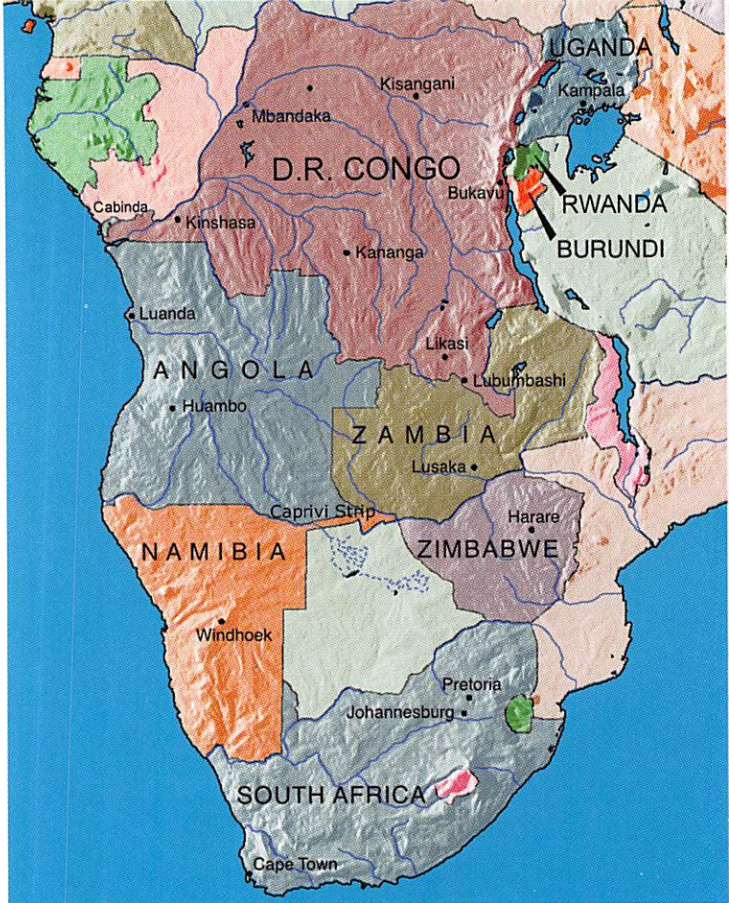 UGANDA
Kisangani
Kampala
Mbandaka
D.R. CONGO
Bukavu
RWANDA
Cabinda
Kinshasa
BURUNDI
Kananga
Luanda
Likasi
ANGOLA
Lubumbashi
Huambo
ZAMBIA
Lusaka
Caprivi Strip
Harare
NAMIBIA
ZIMBABWE
Windhoek
Pretoria
Johannesburg
SOUTH AFRICA
Cape Town